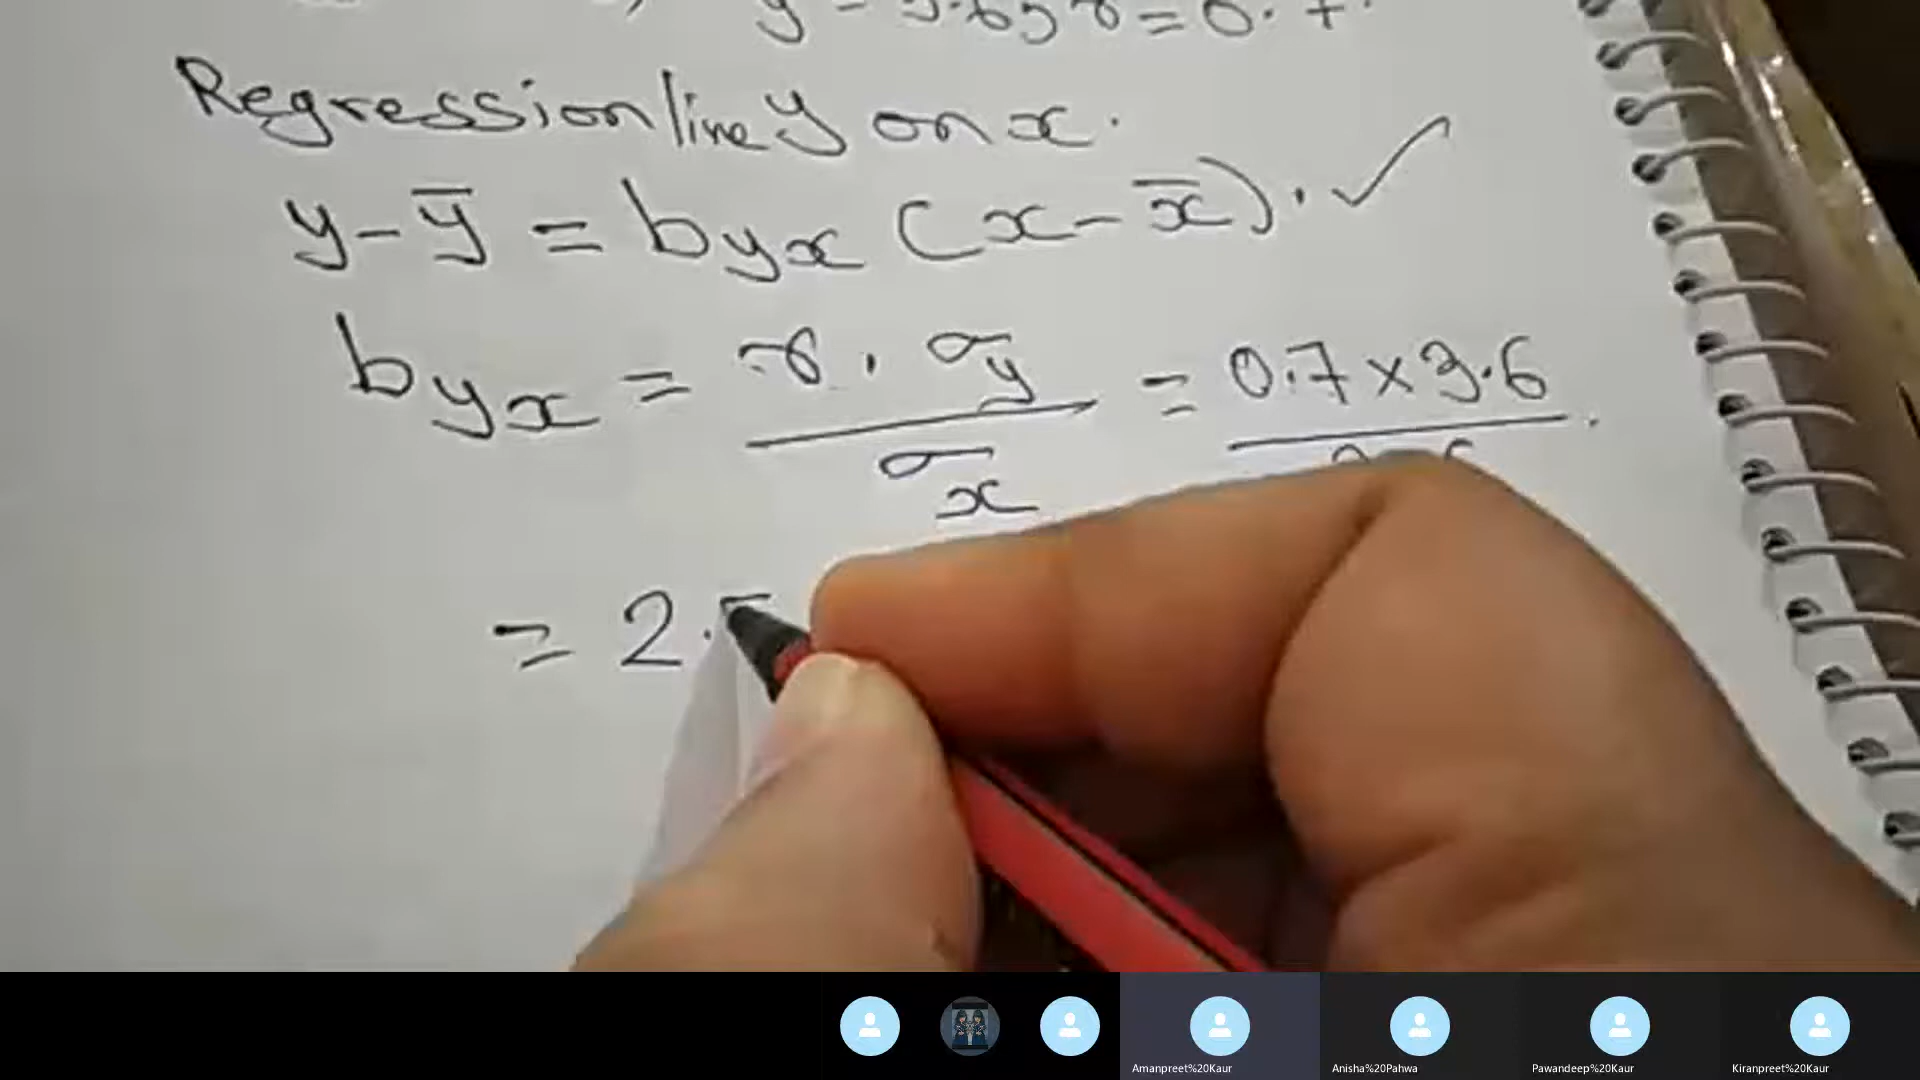 Regression line y on x.
y - ȳ = byx (x - x̄). ✓
byx = r . σy / σx = 0.7 × 3.6
= 2.
Amanpreet%20Kaur
Anisha%20Pahwa
Pawandeep%20Kaur
Kiranpreet%20Kaur